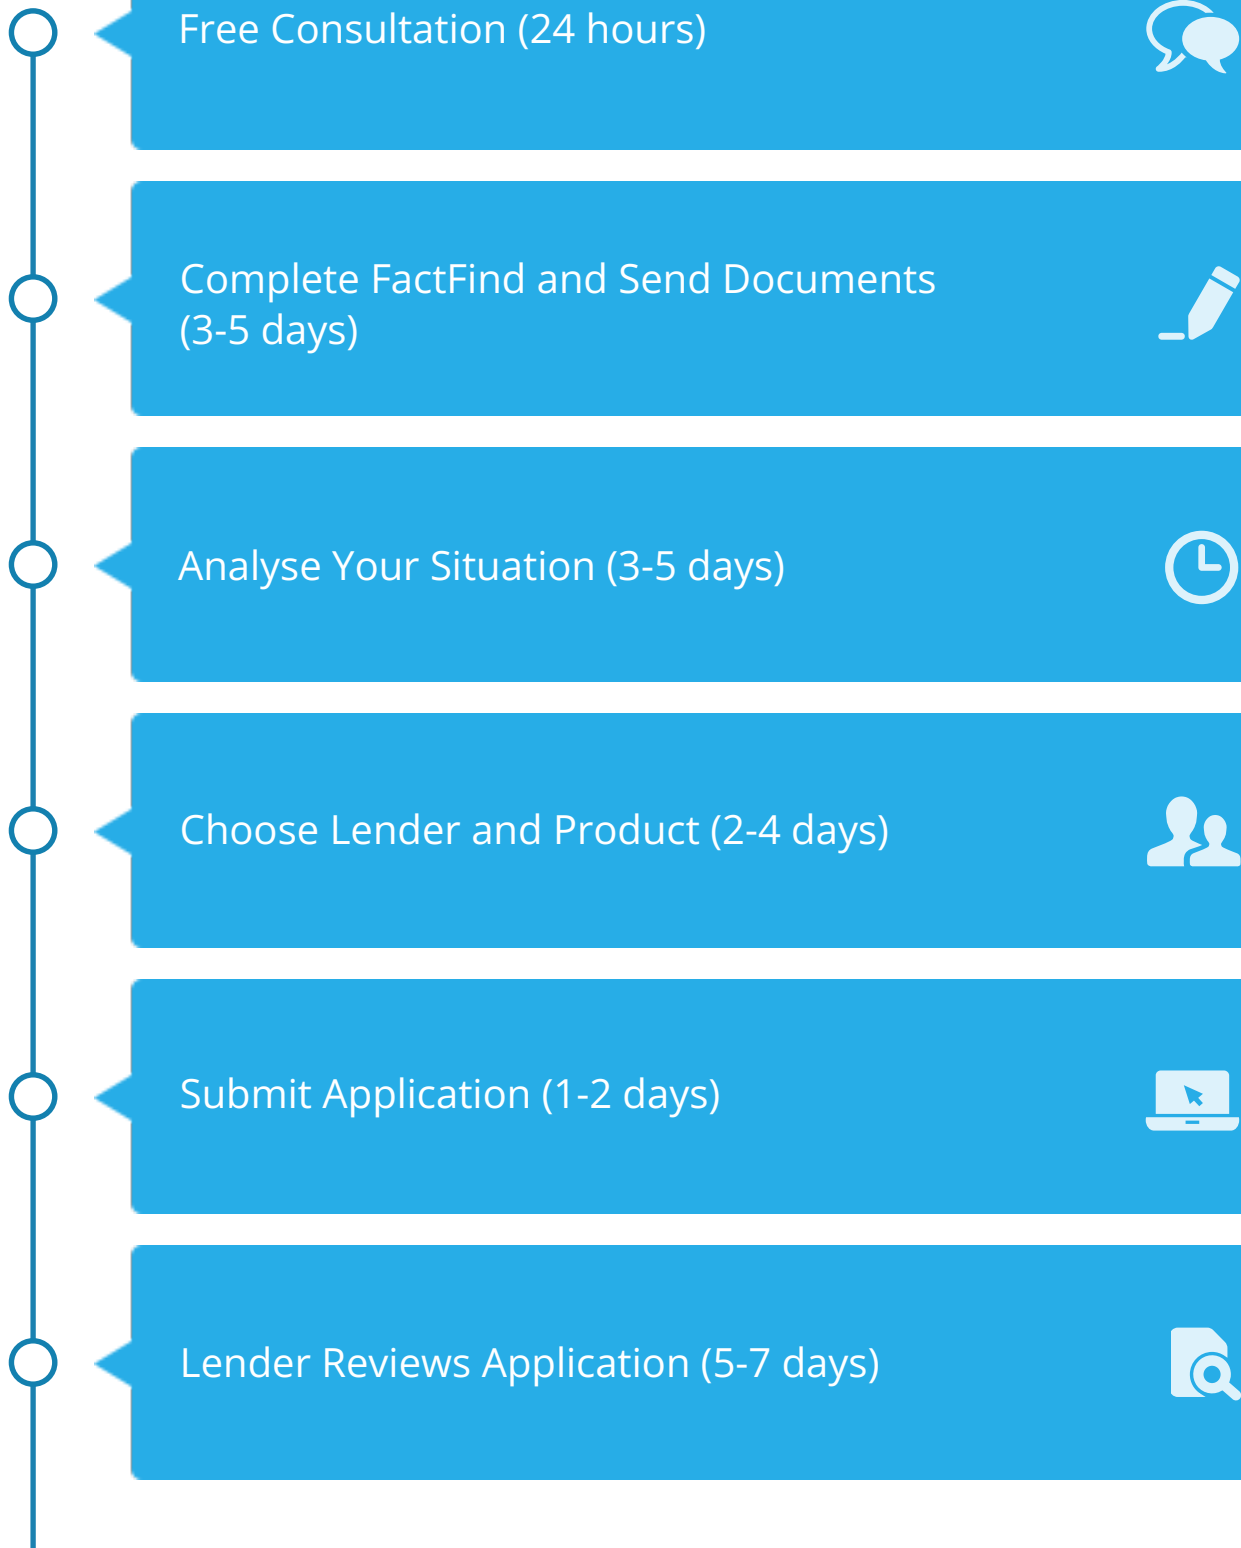 Free Consultation (24 hours)
Complete FactFind and Send Documents
(3-5 days)
Analyse Your Situation (3-5 days)
Choose Lender and Product (2-4 days)
Submit Application (1-2 days)
Lender Reviews Application (5-7 days)